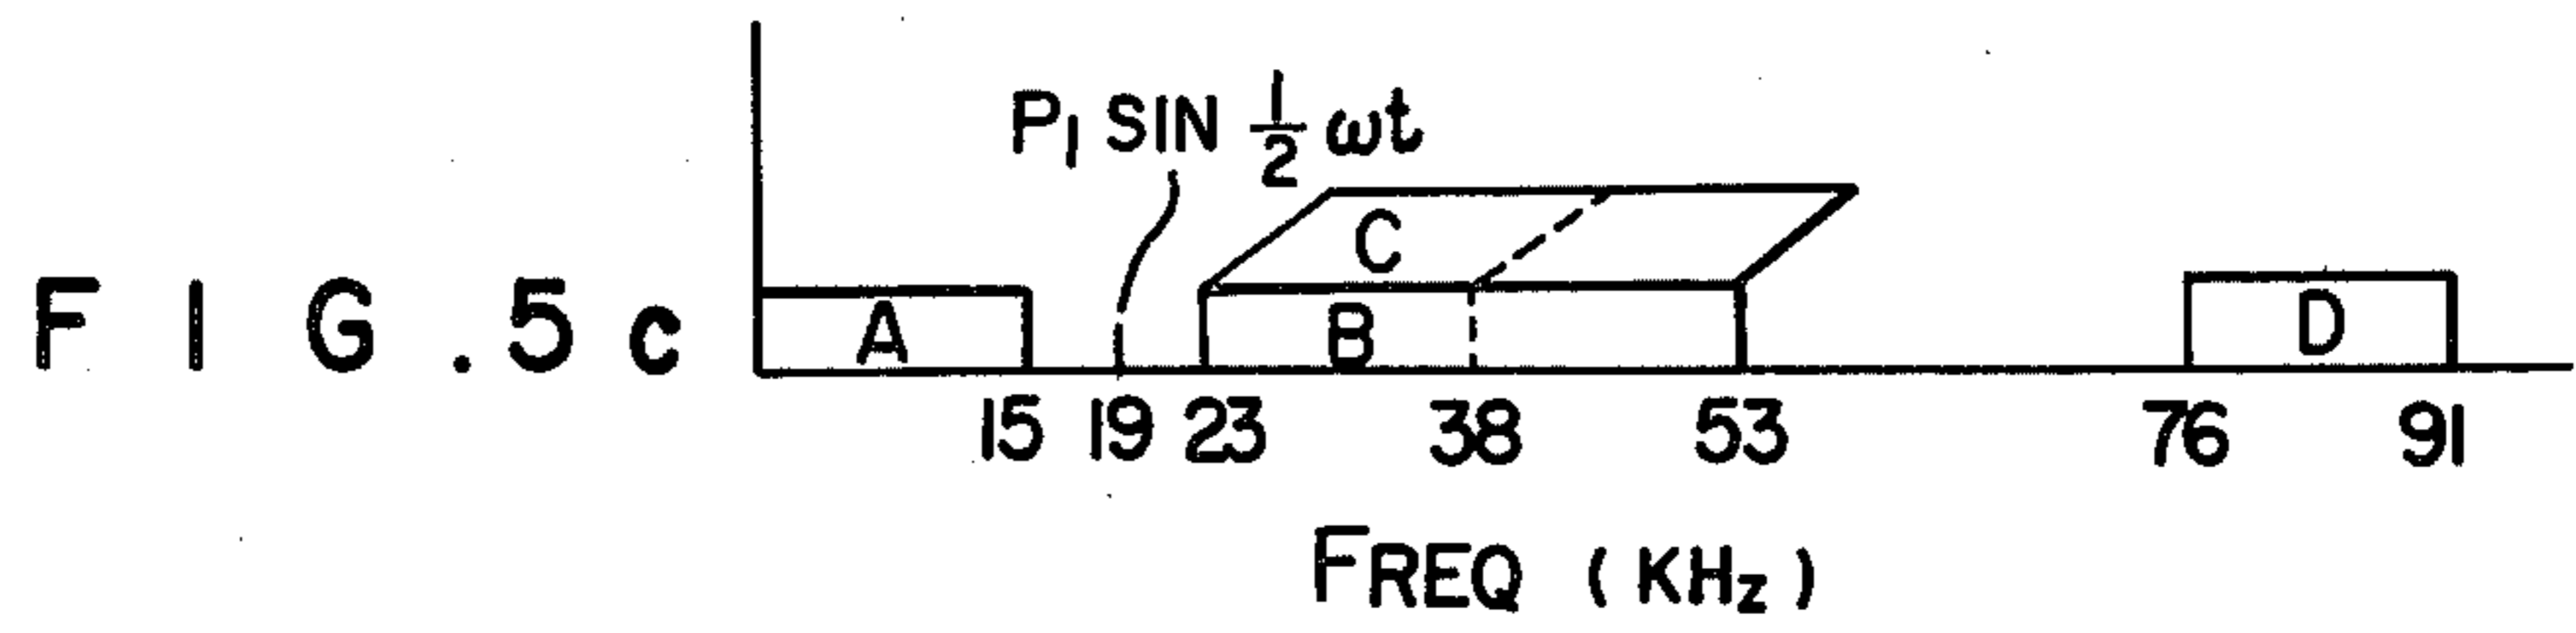 P1 SIN 1/2 ωt
C
FIG.5c
A
B
D
15 19 23 38 53 76 91
FREQ (KHz)